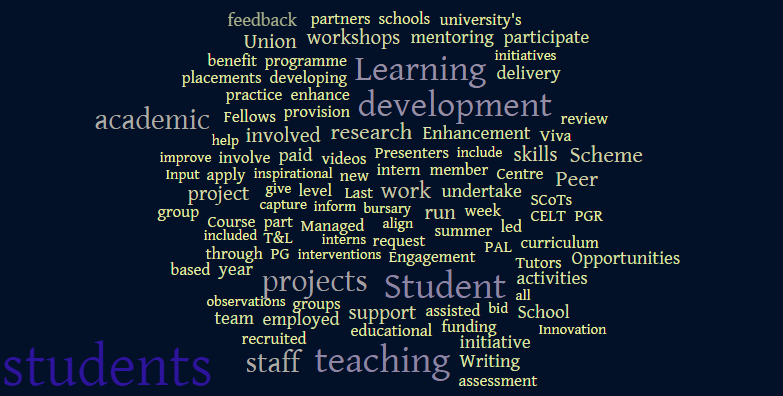 feedback partners schools university's
Union workshops mentoring participate
benefit programme Learning initiatives
placements developing delivery
practice enhance development
academic Fellows provision review
help involved research Enhancement Viva
improve involve paid videos Presenters include skills Scheme
Input apply inspirational new intern member Centre Peer
project give level Last work undertake SCoTs
group capture inform bursary run week CELT PGR
Course part Managed align summer led
included T&L interns request PAL curriculum
through PG interventions Engagement Tutors Opportunities
based year projects Student activities
observations groups all
team employed support assisted bid School
recruited educational funding Innovation
students staff teaching initiative
Writing
assessment